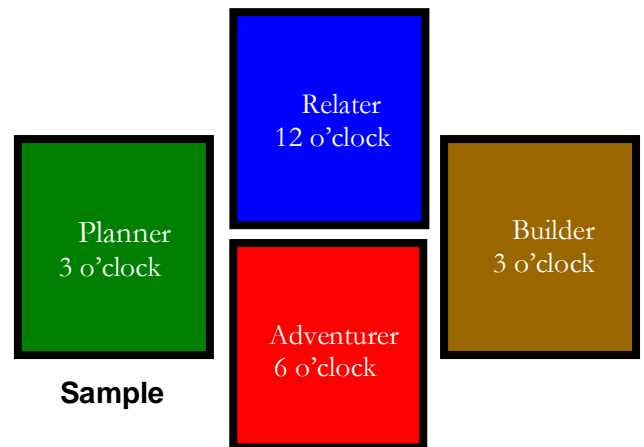 Relater
12 o’clock
Planner
3 o’clock
Builder
3 o’clock
Adventurer
6 o’clock
Sample